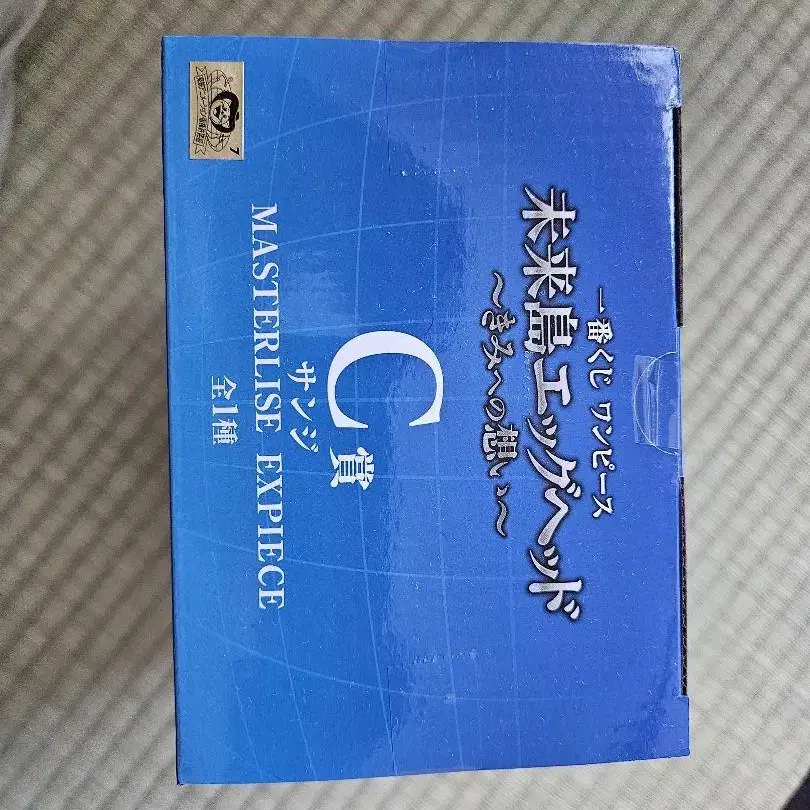 一番くじ ワンピース
未来島エッグヘッド
～きみへの想い～
C賞
サンジ
MASTERLISE EXPIECE
全1種